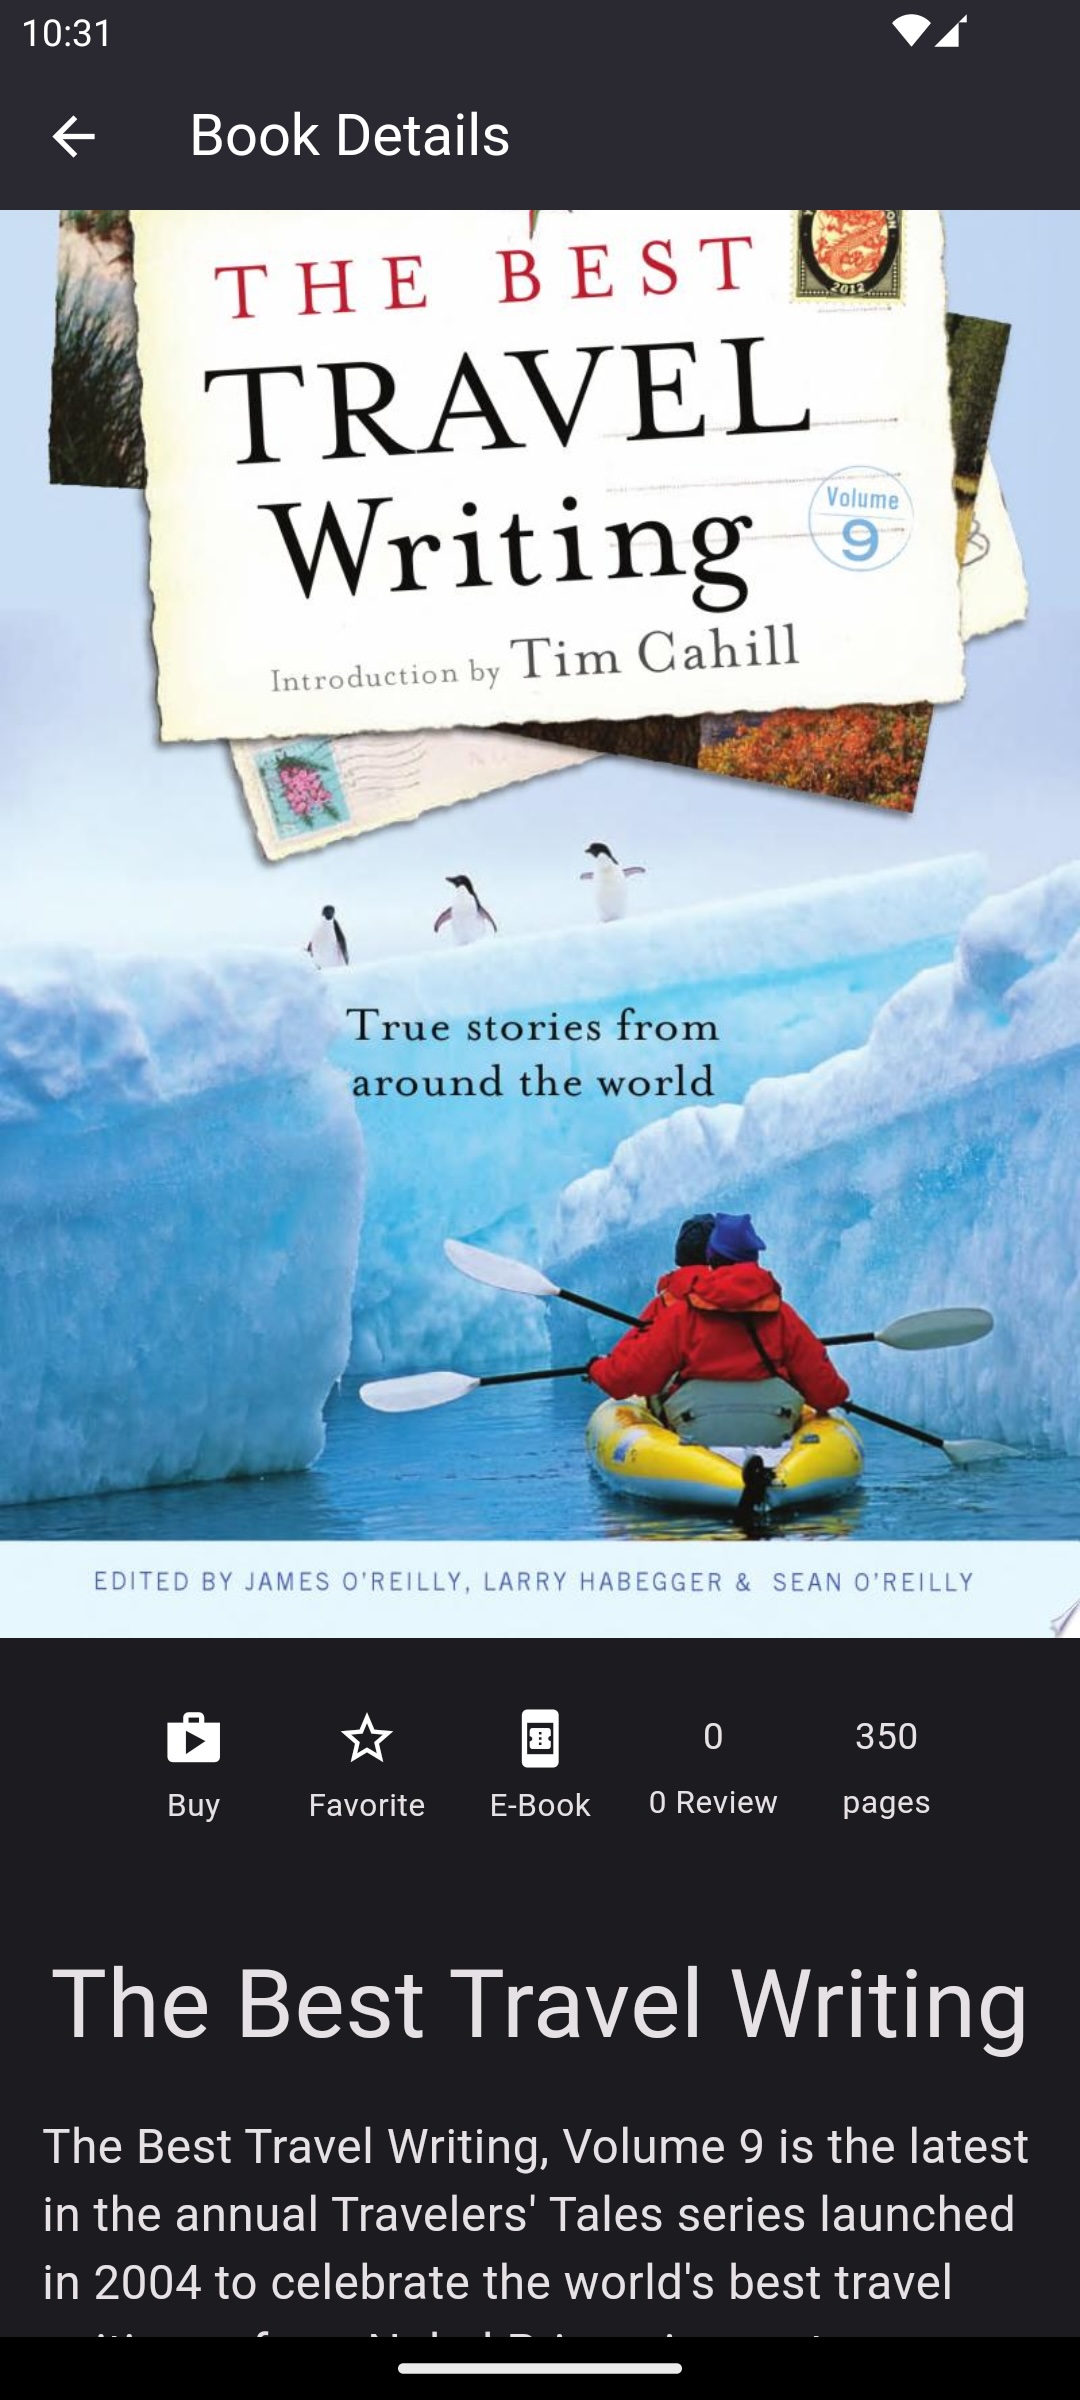 10:31
Book Details
THE BEST
2012
TRAVEL
Writing
Volume
9
Introduction by Tim Cahill
True stories from
around the world
EDITED BY JAMES O'REILLY, LARRY HABEGGER & SEAN O'REILLY
Buy
Favorite
E-Book
0
0 Review
350
pages
The Best Travel Writing
The Best Travel Writing, Volume 9 is the latest
in the annual Travelers' Tales series launched
in 2004 to celebrate the world's best travel